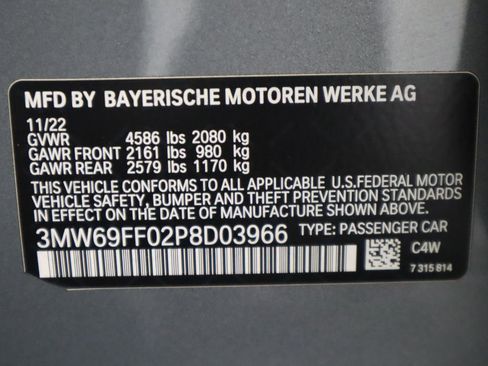 MFD BY BAYERISCHE MOTOREN WERKE AG
11/22
GVWR 4586 lbs 2080 kg
GAWR FRONT 2161 lbs 980 kg
GAWR REAR 2579 lbs 1170 kg
THIS VEHICLE CONFORMS TO ALL APPLICABLE U.S.FEDERAL MOTOR
VEHICLE SAFETY, BUMPER AND THEFT PREVENTION STANDARDS
IN EFFECT ON THE DATE OF MANUFACTURE SHOWN ABOVE.
3MW69FF02P8D03966 TYPE: PASSENGER CAR
C4W
7 315 814